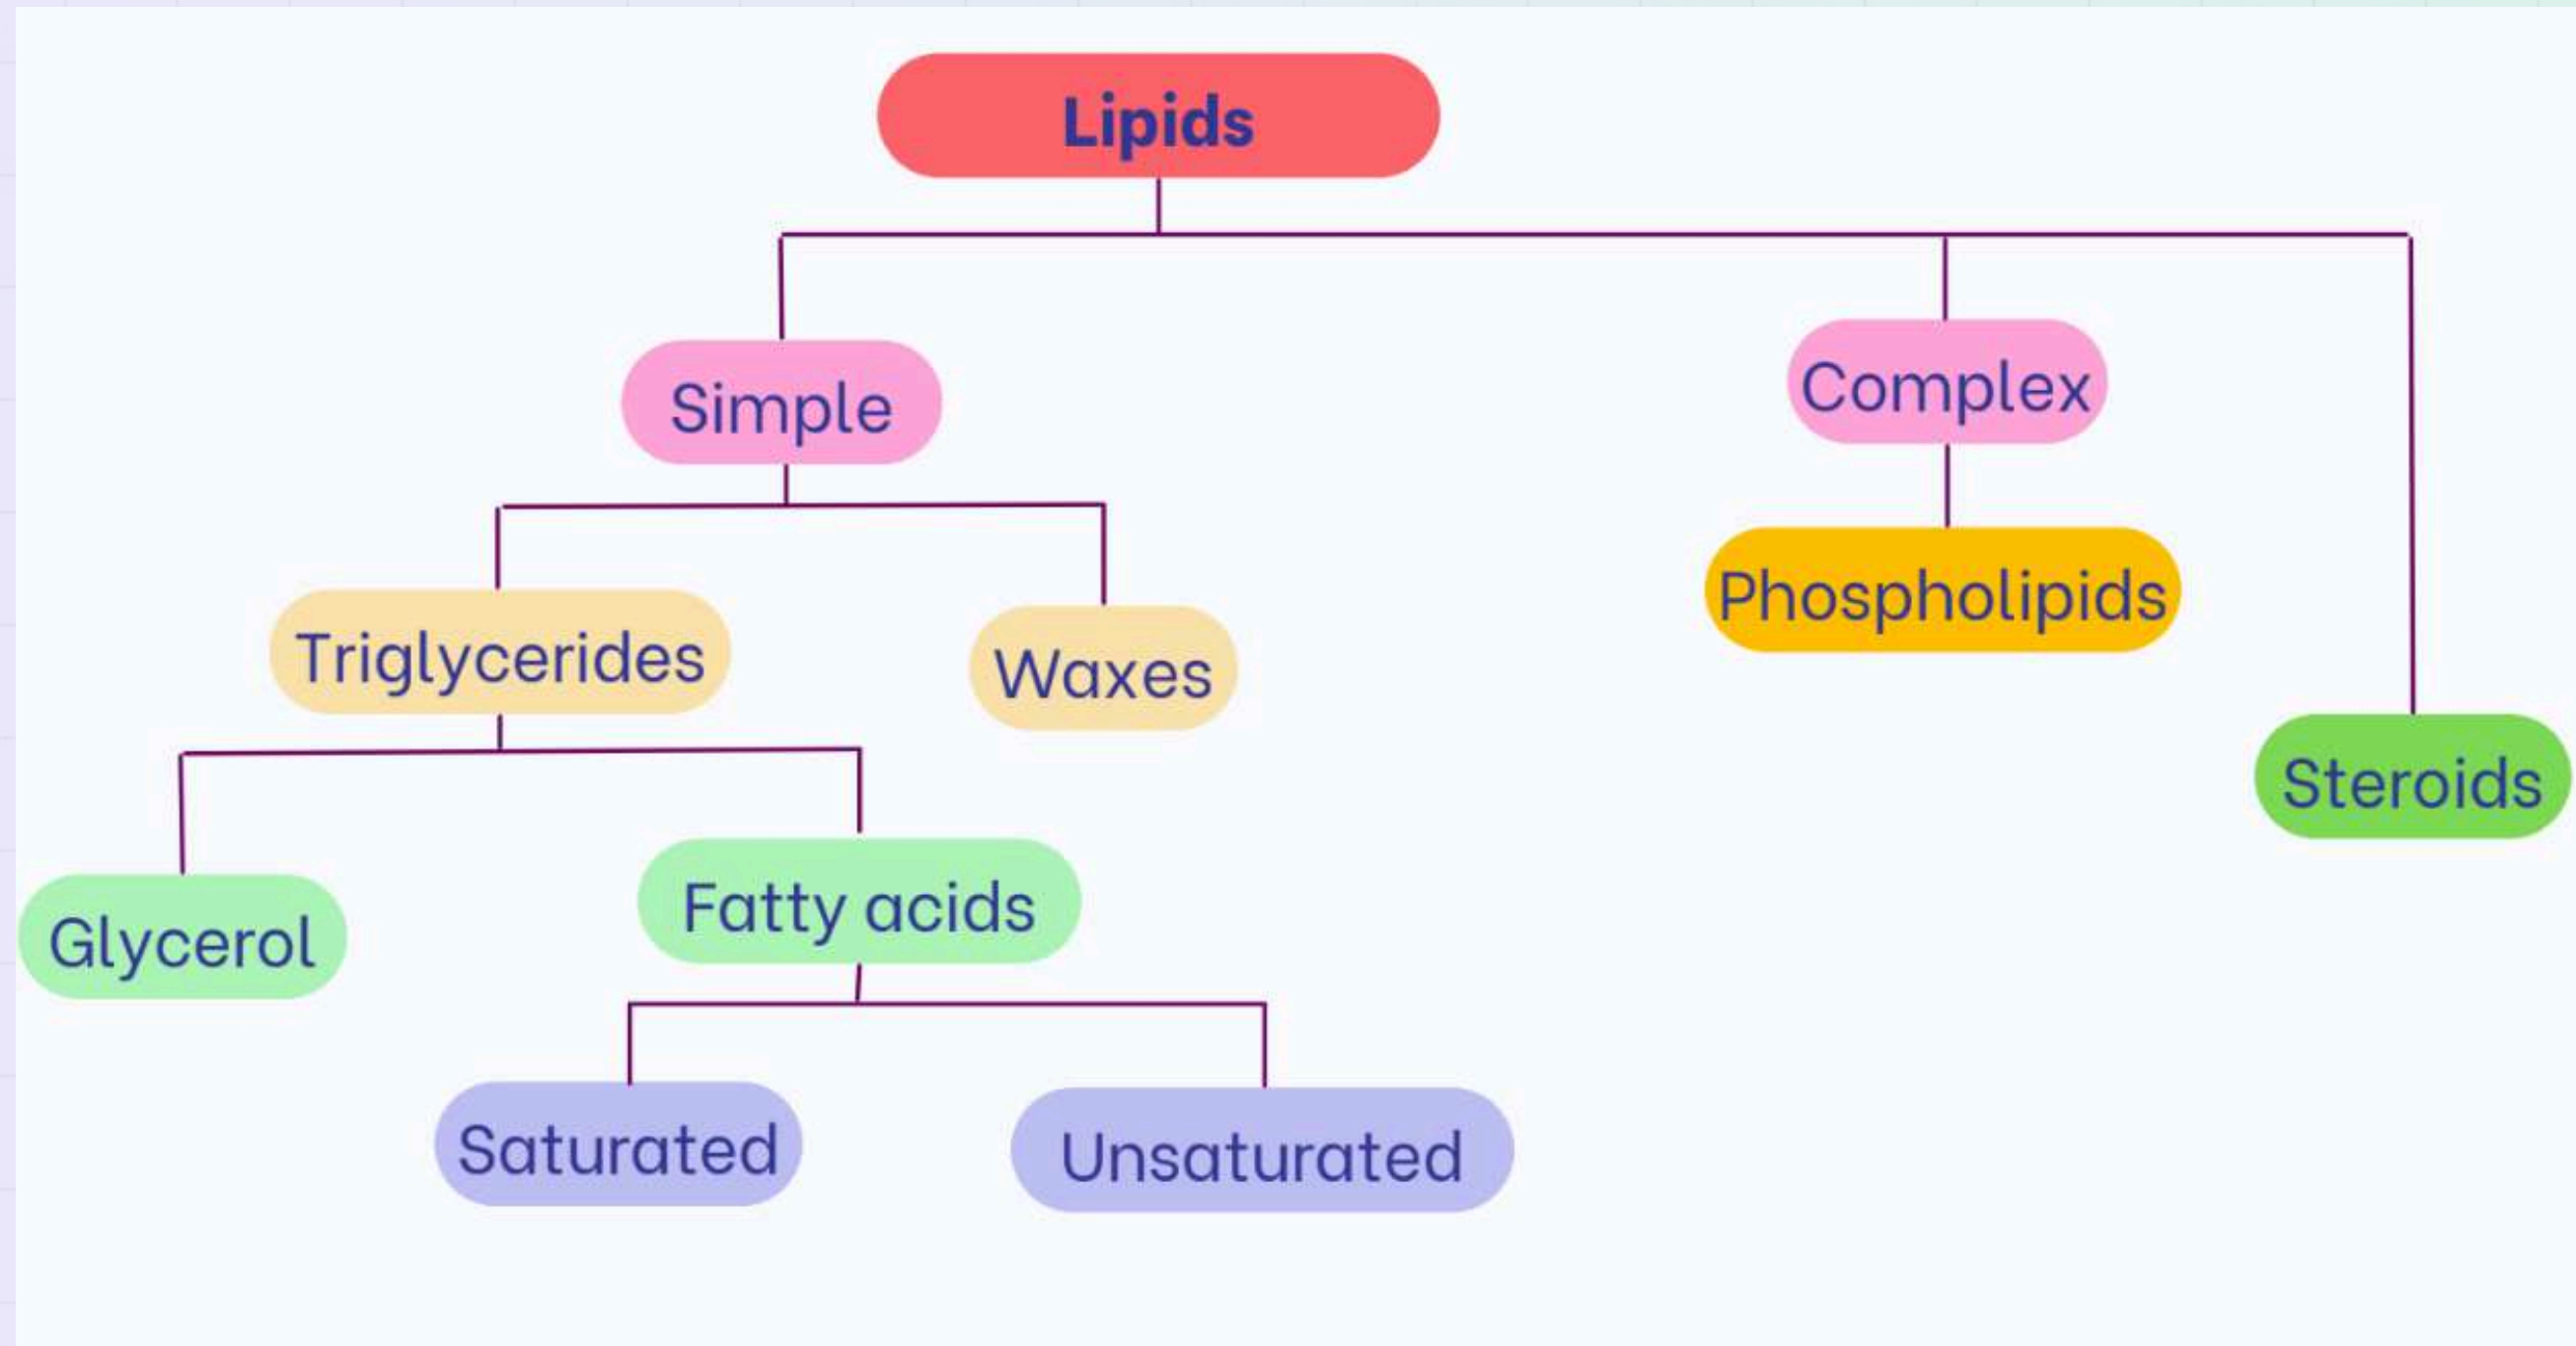 Lipids
Simple
Complex
Triglycerides
Waxes
Phospholipids
Steroids
Glycerol
Fatty acids
Saturated
Unsaturated